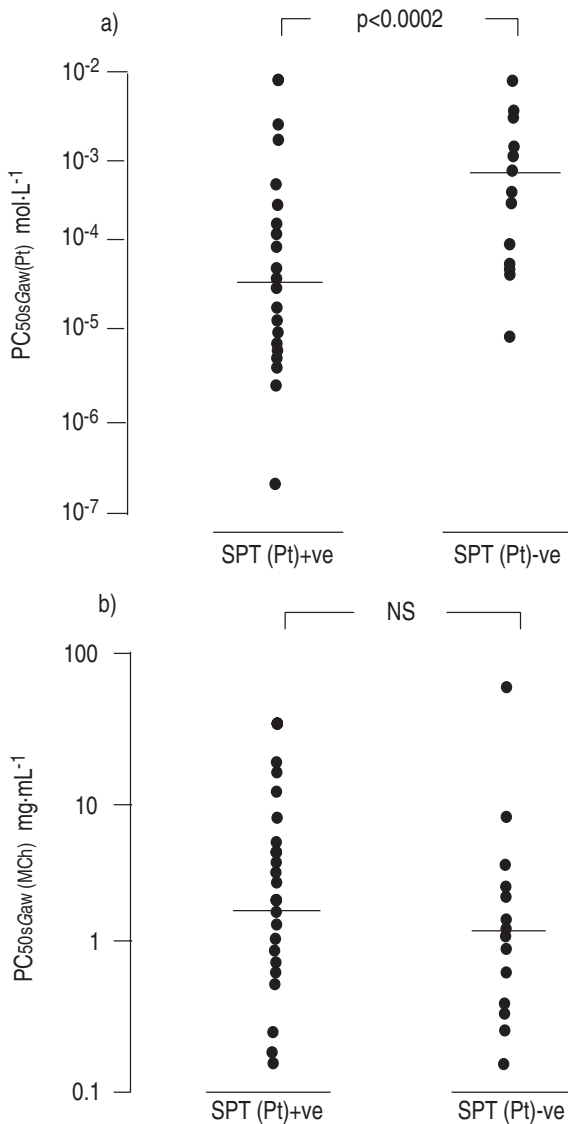 a)
p<0.0002
10-2
10-3
10-4
10-5
10-6
10-7
PC50sGaw(Pt) mol·L-1
SPT (Pt)+ve
SPT (Pt)-ve
b)
NS
100
10
1
0.1
PC50sGaw (MCh) mg·mL-1
SPT (Pt)+ve
SPT (Pt)-ve